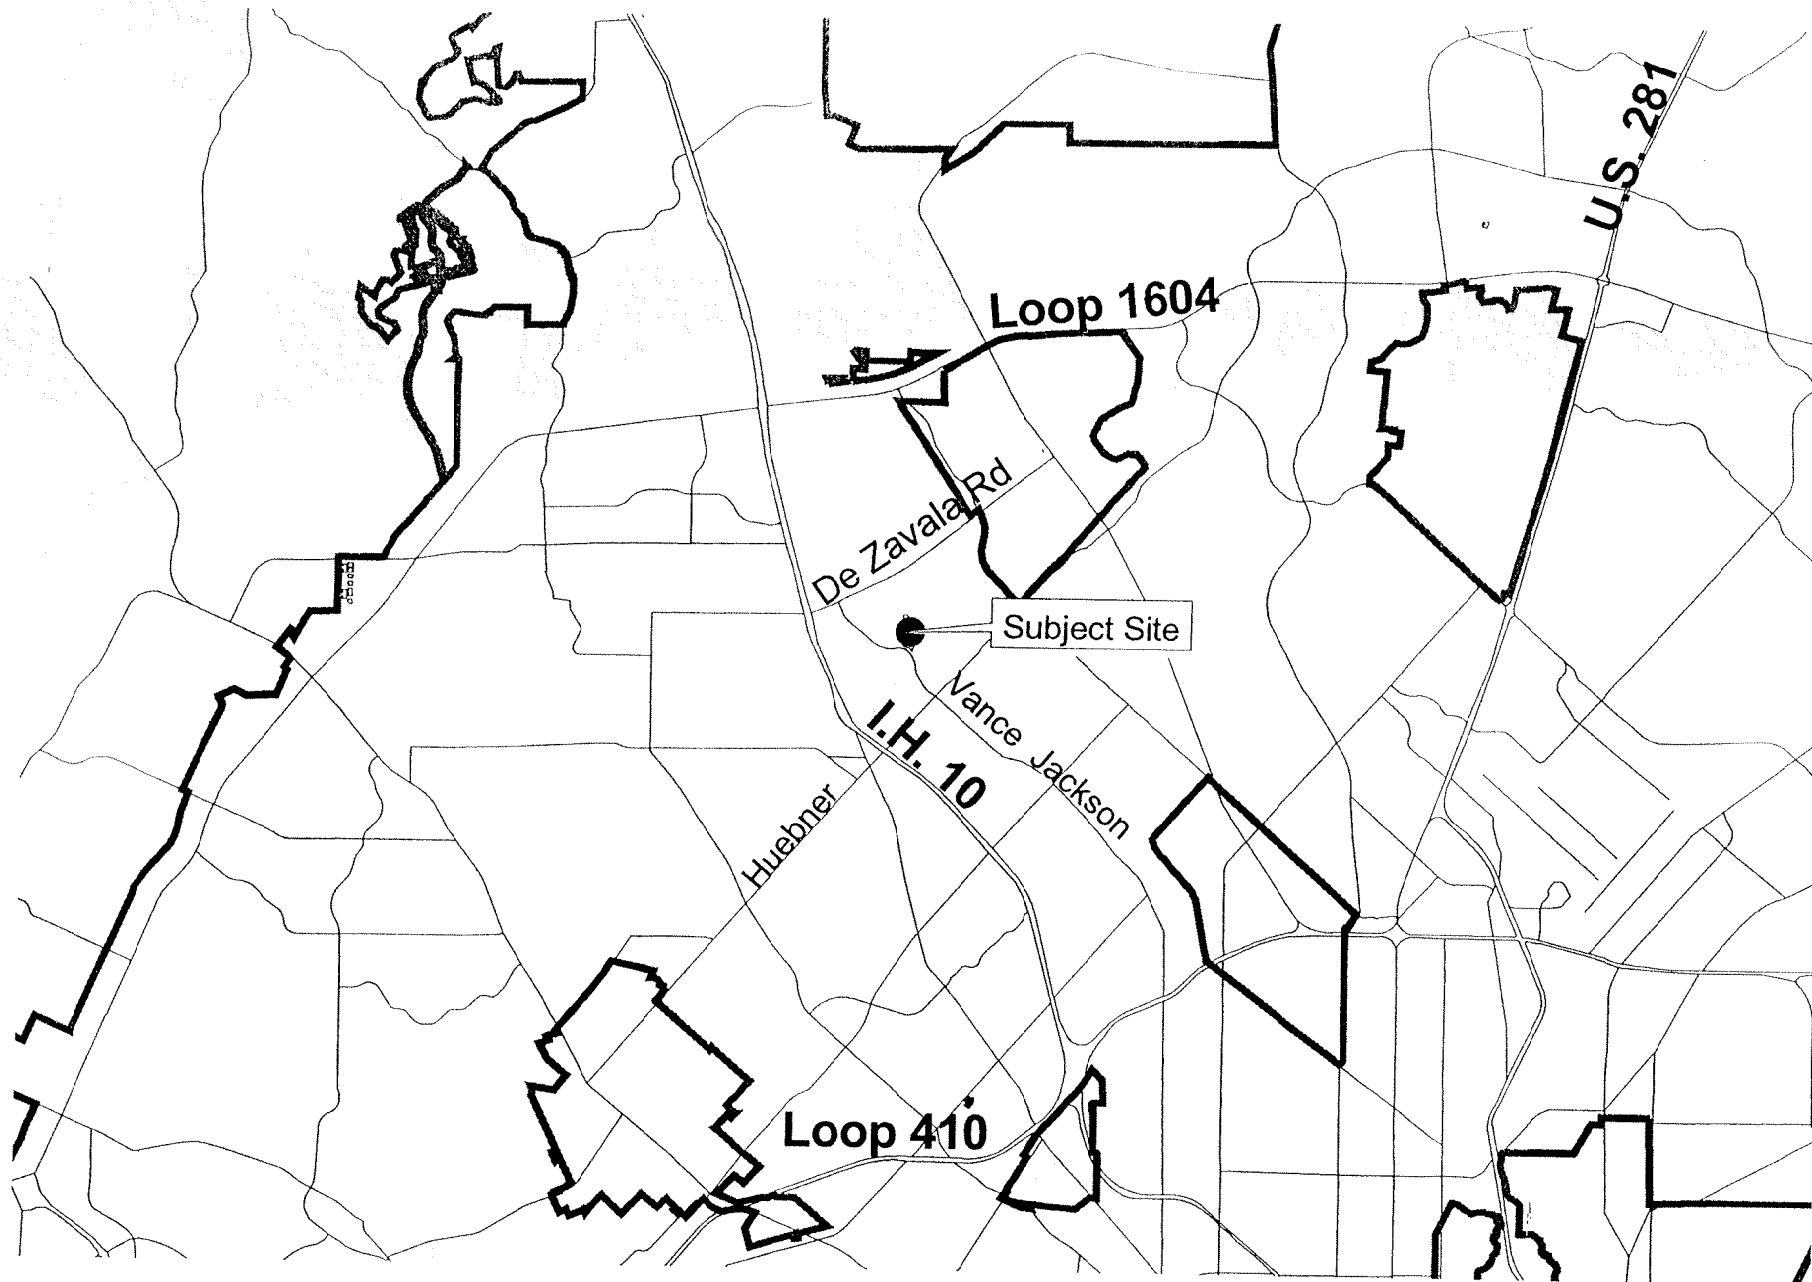 U.S. 281
Loop 1604
De Zavala Rd
Subject Site
Vance Jackson
I.H. 10
Huebner
Loop 410